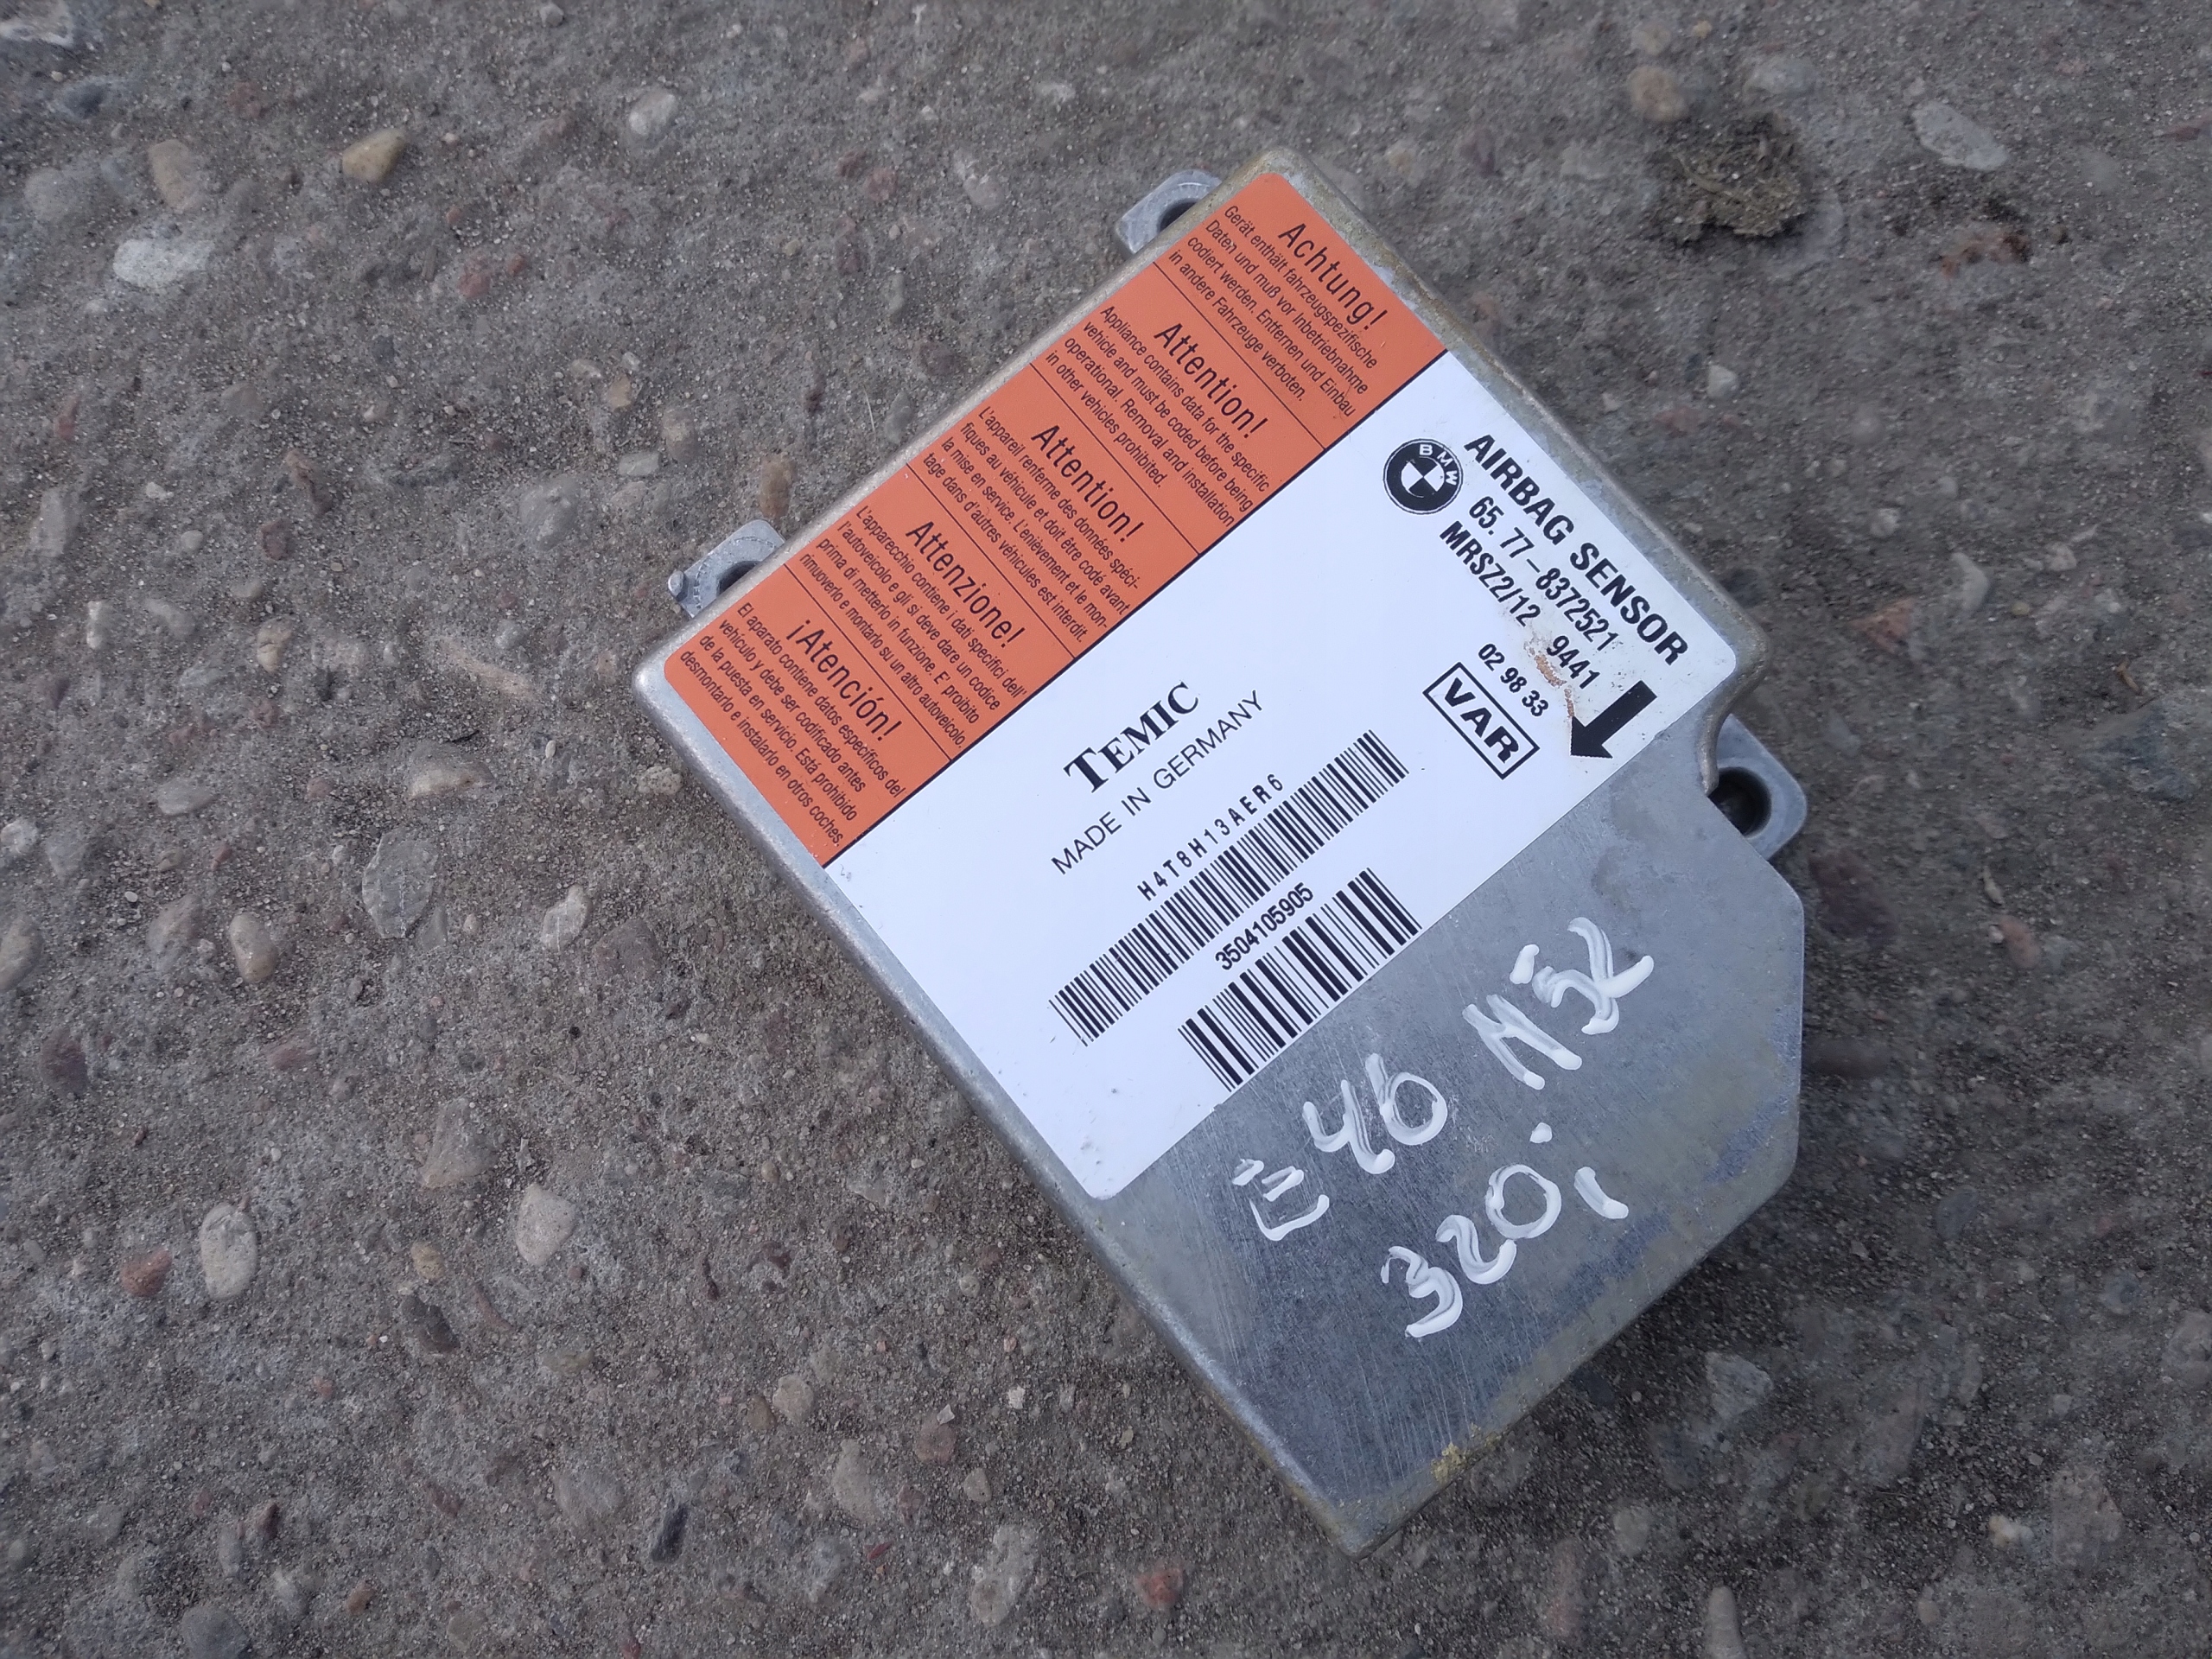 Achtung!
Gerät enthält fahrzeugspezifische
Daten und muß vor Inbetriebnahme
codiert werden. Entfernen und Einbau
in andere Fahrzeuge verboten.
Attention!
Appliance contains data for the specific
vehicle and must be coded before being
operational. Removal and installation
in other vehicles prohibited.
Attention!
L'appareil renferme des données spéci-
fiques au véhicule et doit être codé avant
la mise en service. L'enièvement et le mon-
tage dans d'autres véhicules est interdit.
Attenzione!
L'apparecchio contiene i dati specifici dell'
l'autoveicolo e gli si deve dare un codice
prima di metterlo in funzione. E' proibito
rimuoverlo e montarlo su un altro autoveicolo.
¡Atención!
El aparato contiene datos específicos del
vehículo y debe ser codificado antes
de la puesta en servicio. Está prohibido
desmontarlo e instalarlo en otros coches.
BMW
AIRBAG SENSOR
65.77-8372521
MRSZ2/12 9441
02 98 33
VAR
TEMIC
MADE IN GERMANY
H4T8H13AER6
3504105905
E46
320i